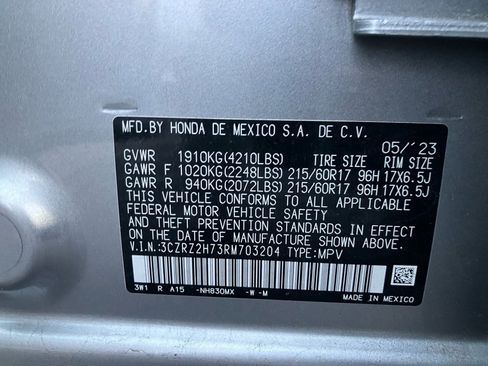 MFD.BY HONDA DE MEXICO S.A. DE C.V.
05/'23
GVWR 1910KG(4210LBS) TIRE SIZE RIM SIZE
GAWR F 1020KG(2248LBS) 215/60R17 96H 17X6.5J
GAWR R 940KG(2072LBS) 215/60R17 96H 17X6.5J
THIS VEHICLE CONFORMS TO ALL APPLICABLE
FEDERAL MOTOR VEHICLE SAFETY
AND THEFT PREVENTION STANDARDS IN EFFECT
ON THE DATE OF MANUFACTURE SHOWN ABOVE.
V.I.N.:3CZRZ2H73RM703204 TYPE:MPV
3W1 R A15 -NH830MX -W -M
MADE IN MEXICO